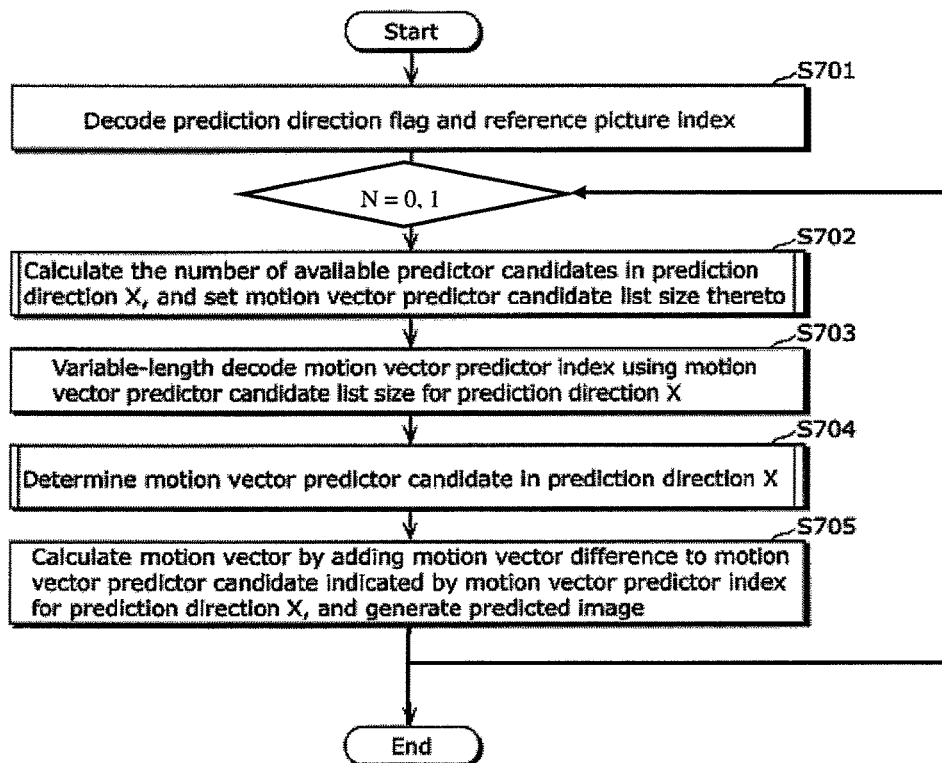 Start
S701
Decode prediction direction flag and reference picture index
N = 0, 1
S702
Calculate the number of available predictor candidates in prediction
direction X, and set motion vector predictor candidate list size thereto
S703
Variable-length decode motion vector predictor index using motion
vector predictor candidate list size for prediction direction X
S704
Determine motion vector predictor candidate in prediction direction X
S705
Calculate motion vector by adding motion vector difference to motion
vector predictor candidate indicated by motion vector predictor index
for prediction direction X, and generate predicted image
End